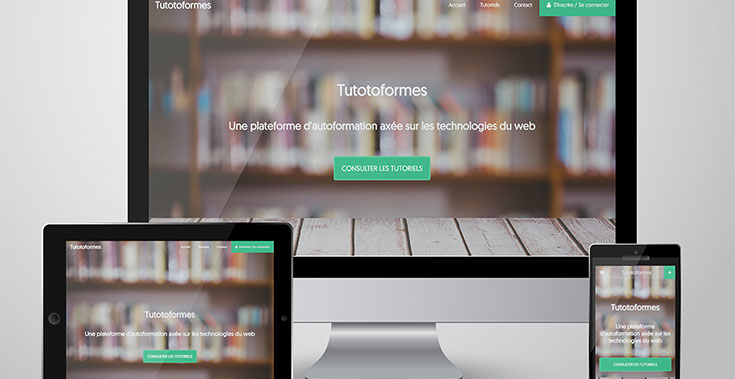 Tutotoformes
Accueil Tutoriels Contact S'inscrire / Se connecter
Tutotoformes
Une plateforme d'autoformation axée sur les technologies du web
CONSULTER LES TUTORIELS
Tutotoformes
Accueil Tutoriels Contact S'inscrire / Se connecter
Tutotoformes
Une plateforme d'autoformation axée sur les technologies du web
CONSULTER LES TUTORIELS
Tutotoformes
Tutotoformes
Une plateforme
d'autoformation axée sur les
technologies du web
CONSULTER LES TUTORIELS